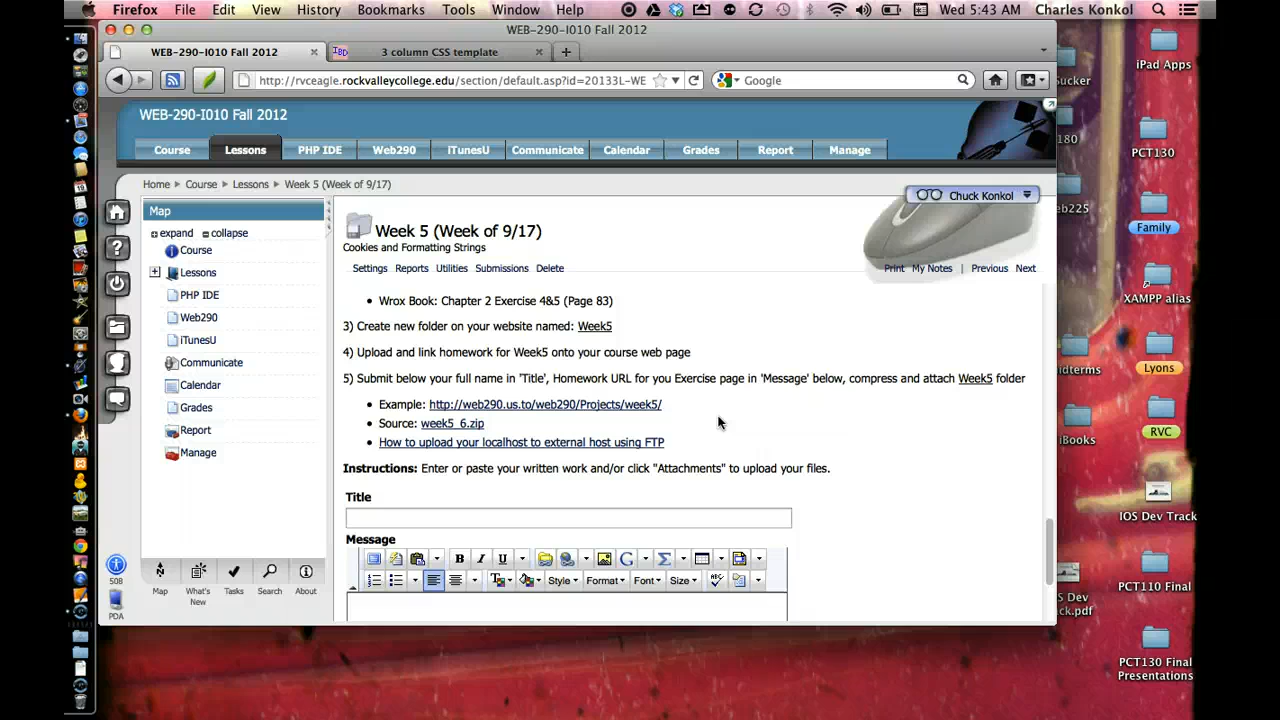 Firefox File Edit View History Bookmarks Tools Window Help Wed 5:43 AM Charles Konkol
WEB-290-I010 Fall 2012
WEB-290-I010 Fall 2012 3 column CSS template
http://rvceagle.rockvalleycollege.edu/section/default.asp?id=20133L-WE Google
WEB-290-I010 Fall 2012
Course Lessons PHP IDE Web290 iTunesU Communicate Calendar Grades Report Manage
Home Course Lessons Week 5 (Week of 9/17)
Chuck Konkol
Map
expand collapse
Course
Lessons
PHP IDE
Web290
iTunesU
Communicate
Calendar
Grades
Report
Manage
Map What's New Tasks Search About
508
PDA
Week 5 (Week of 9/17)
Cookies and Formatting Strings
Settings Reports Utilities Submissions Delete Print My Notes | Previous Next
• Wrox Book: Chapter 2 Exercise 4&5 (Page 83)
3) Create new folder on your website named: Week5
4) Upload and link homework for Week5 onto your course web page
5) Submit below your full name in 'Title', Homework URL for you Exercise page in 'Message' below, compress and attach Week5 folder
• Example: http://web290.us.to/web290/Projects/week5/
• Source: week5_6.zip
• How to upload your localhost to external host using FTP
Instructions: Enter or paste your written work and/or click "Attachments" to upload your files.
Title
Message
B I U
Style Format Font Size
Sucker
180
eb225
dterms
iBooks
S Dev
ck.pdf
iPad Apps
PCT130
Family
XAMPP alias
Lyons
RVC
IOS Dev Track
PCT110 Final
PCT130 Final
Presentations